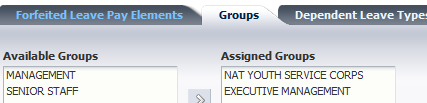 Forfeited Leave Pay Elements Groups Dependent Leave Types
Available Groups Assigned Groups
MANAGEMENT NAT YOUTH SERVICE CORPS
SENIOR STAFF EXECUTIVE MANAGEMENT